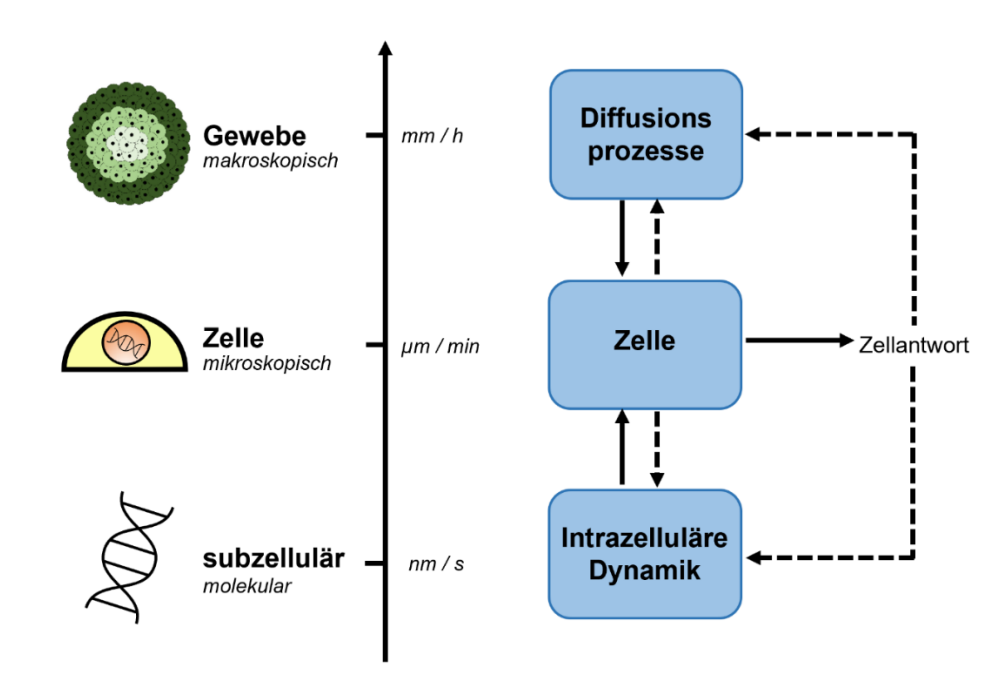 Gewebe
makroskopisch
mm / h
Diffusions
prozesse
Zelle
mikroskopisch
µm / min
Zelle
Zellantwort
subzellulär
molekular
nm / s
Intrazelluläre
Dynamik